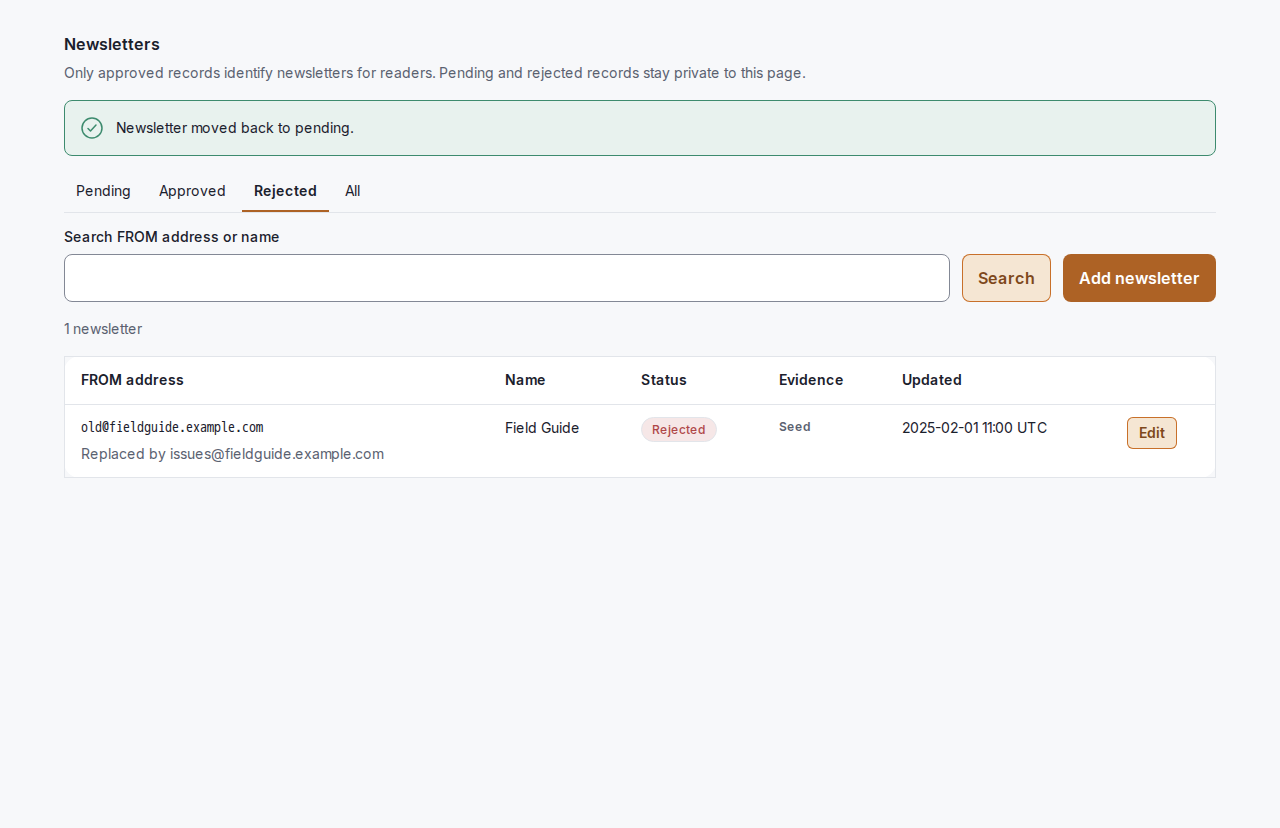 Newsletters
Only approved records identify newsletters for readers. Pending and rejected records stay private to this page.
Newsletter moved back to pending.
Pending Approved Rejected All
Search FROM address or name
Search Add newsletter
1 newsletter
FROM address Name Status Evidence Updated
old@fieldguide.example.com Field Guide Rejected Seed 2025-02-01 11:00 UTC Edit
Replaced by issues@fieldguide.example.com